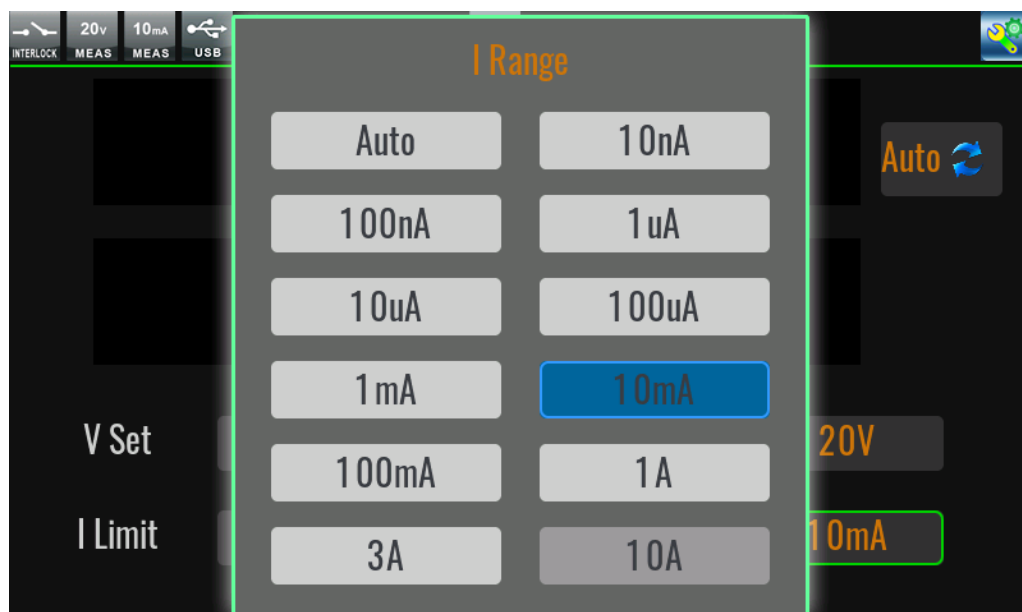 20V 10mA
INTERLOCK MEAS MEAS USB
I Range
Auto 10nA
Auto
100nA 1uA
10uA 100uA
1mA 10mA
V Set 20V
100mA 1A
I Limit 10mA
3A 10A